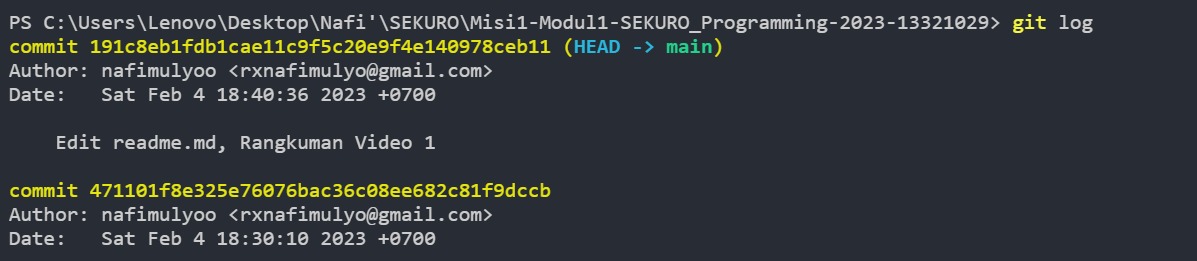 PS C:\Users\Lenovo\Desktop\Nafi'\SEKURO\Misi1-Modul1-SEKURO_Programming-2023-13321029> git log
commit 191c8eb1fdb1cae11c9f5c20e9f4e140978ceb11 (HEAD -> main)
Author: nafimulyoo <rxnafimulyo@gmail.com>
Date:   Sat Feb 4 18:40:36 2023 +0700
    Edit readme.md, Rangkuman Video 1
commit 471101f8e325e76076bac36c08ee682c81f9dccb
Author: nafimulyoo <rxnafimulyo@gmail.com>
Date:   Sat Feb 4 18:30:10 2023 +0700